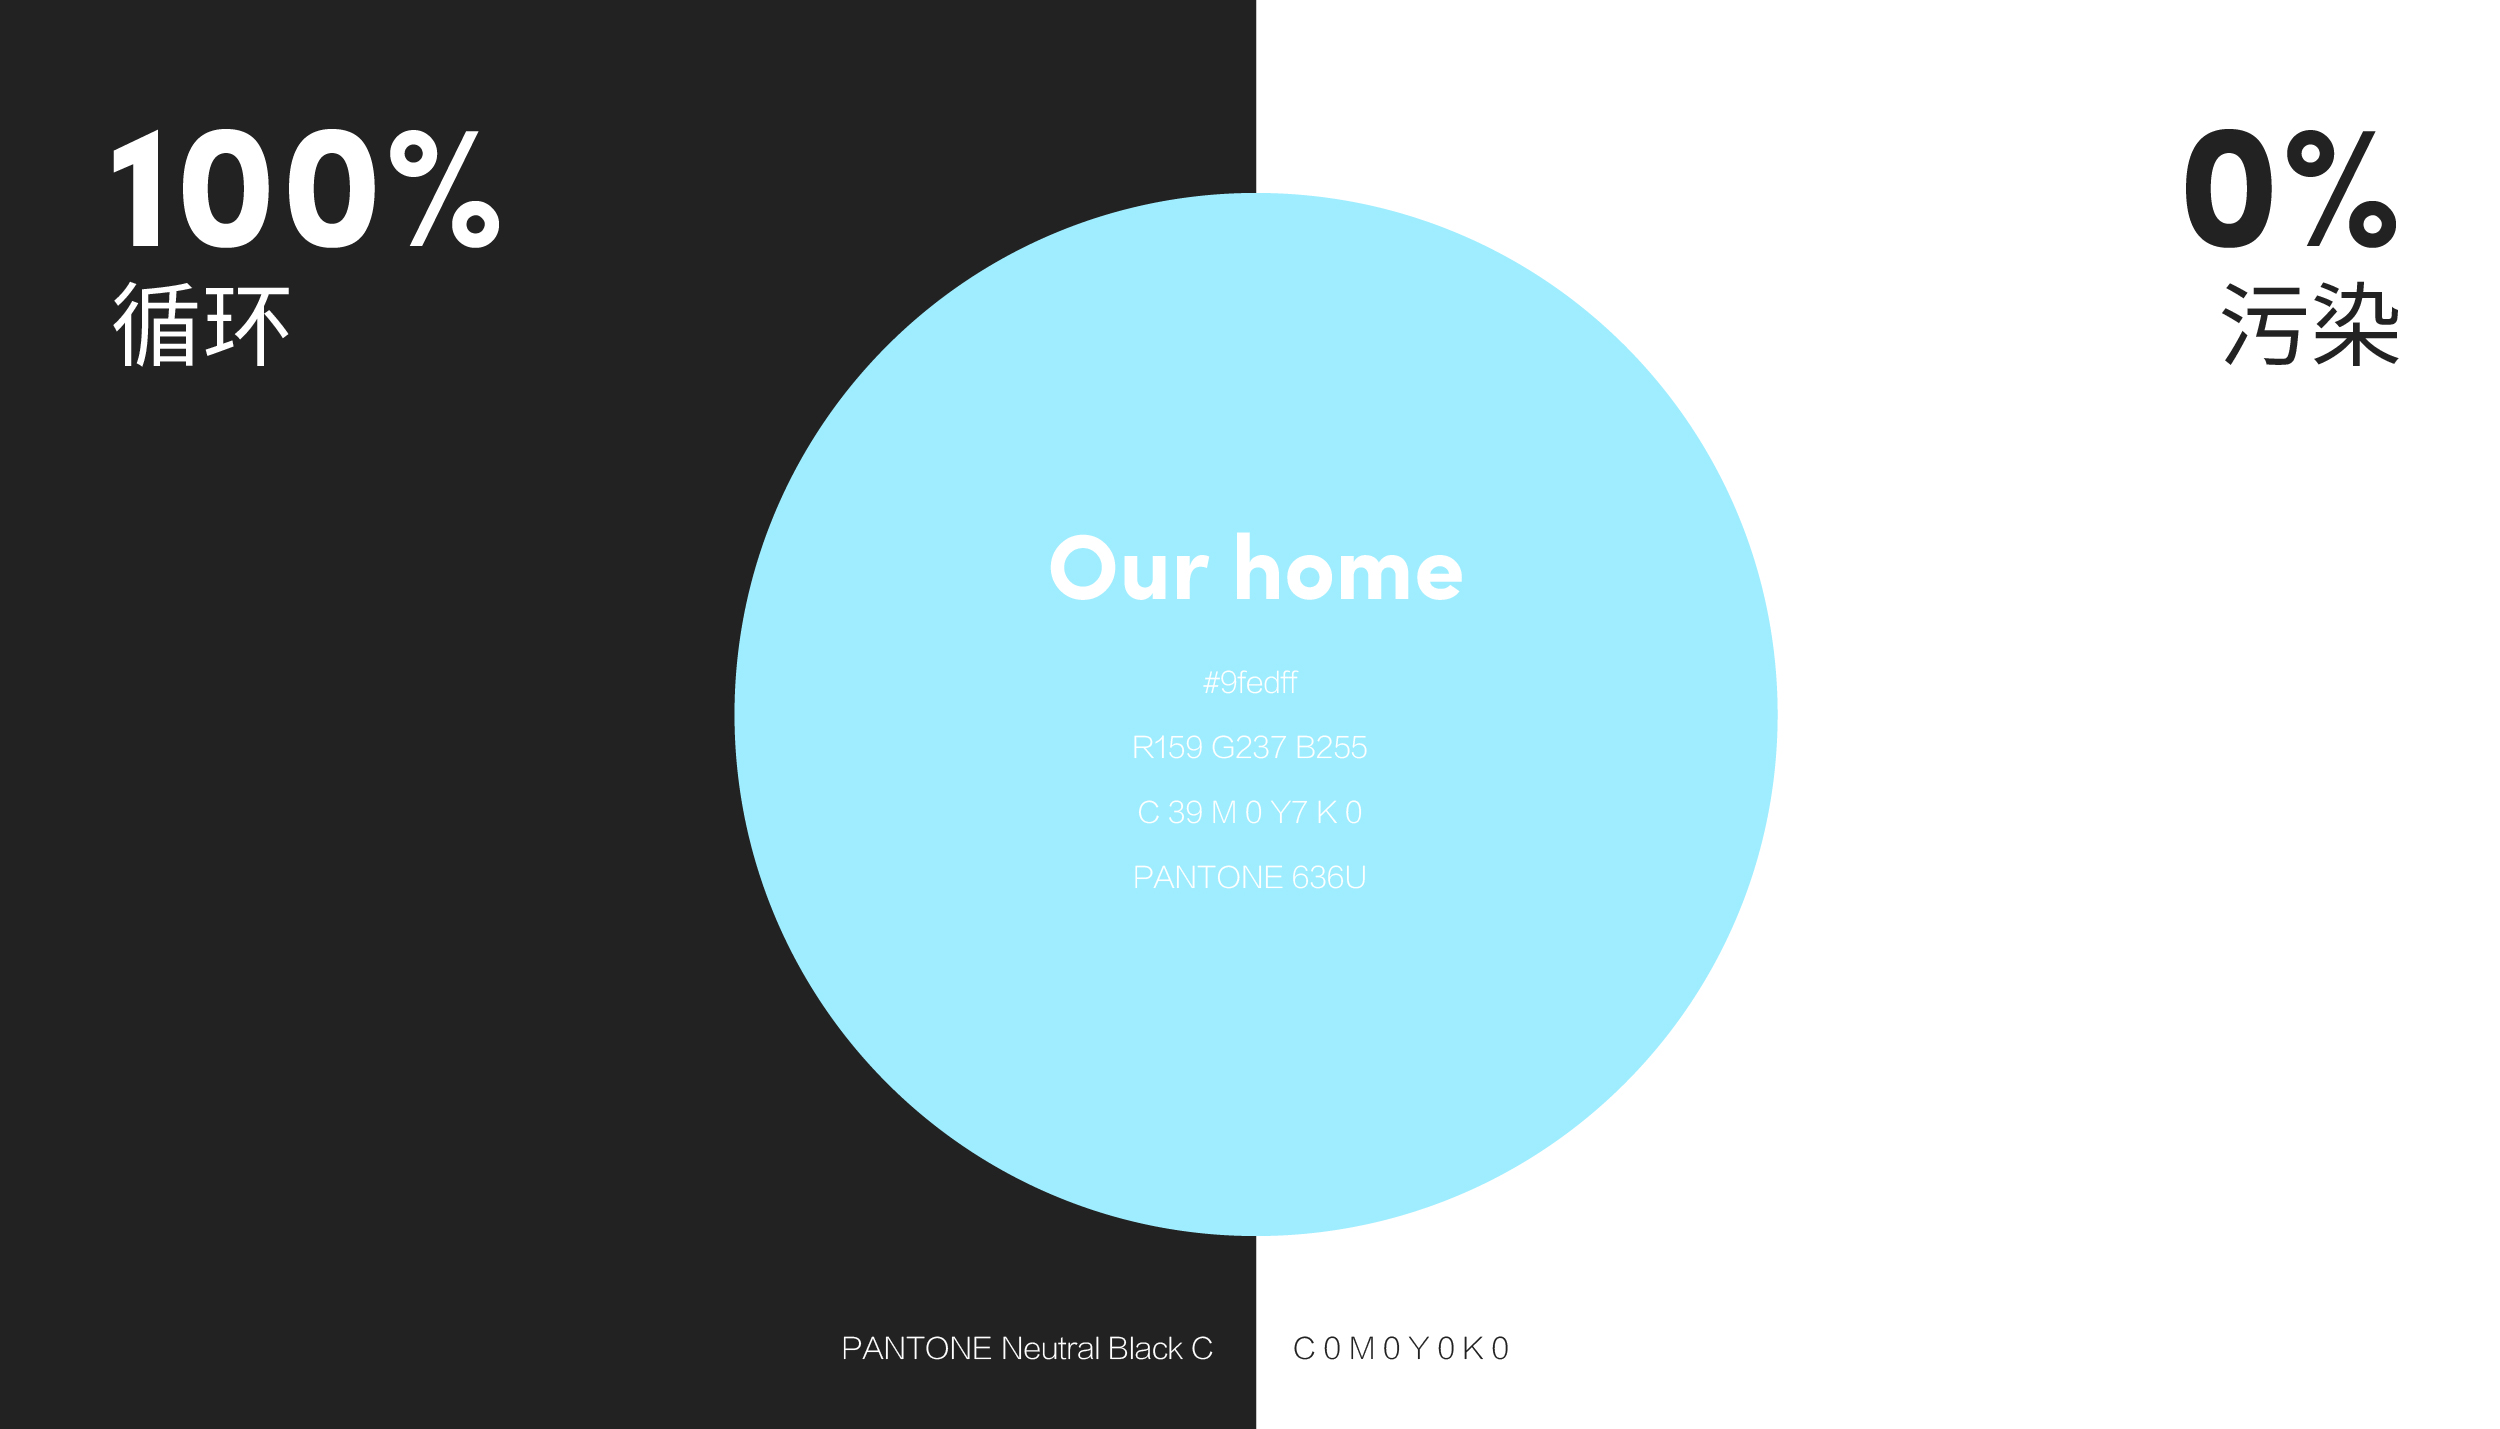 100%
循环
0%
污染
Our home
#9fedff
R159 G237 B255
C 39 M 0 Y7 K 0
PANTONE 636U
PANTONE Neutral Black C
C 0 M 0 Y 0 K 0